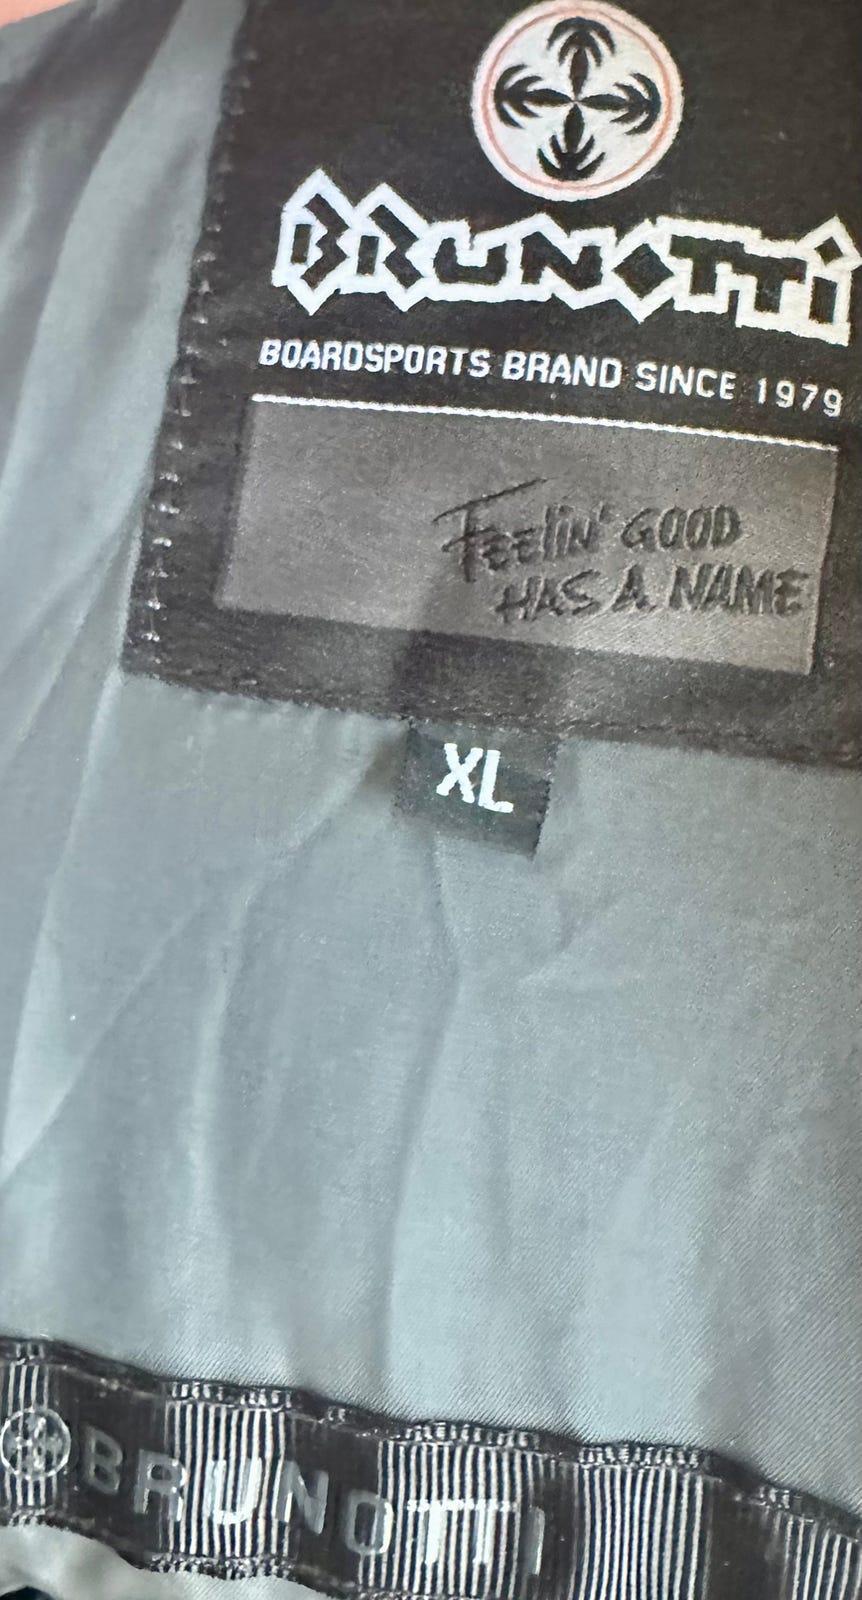 BRUNOTTi
BOARDSPORTS BRAND SINCE 1979
FEELIN' GOOD
HAS A NAME
XL
BRUNOTTI